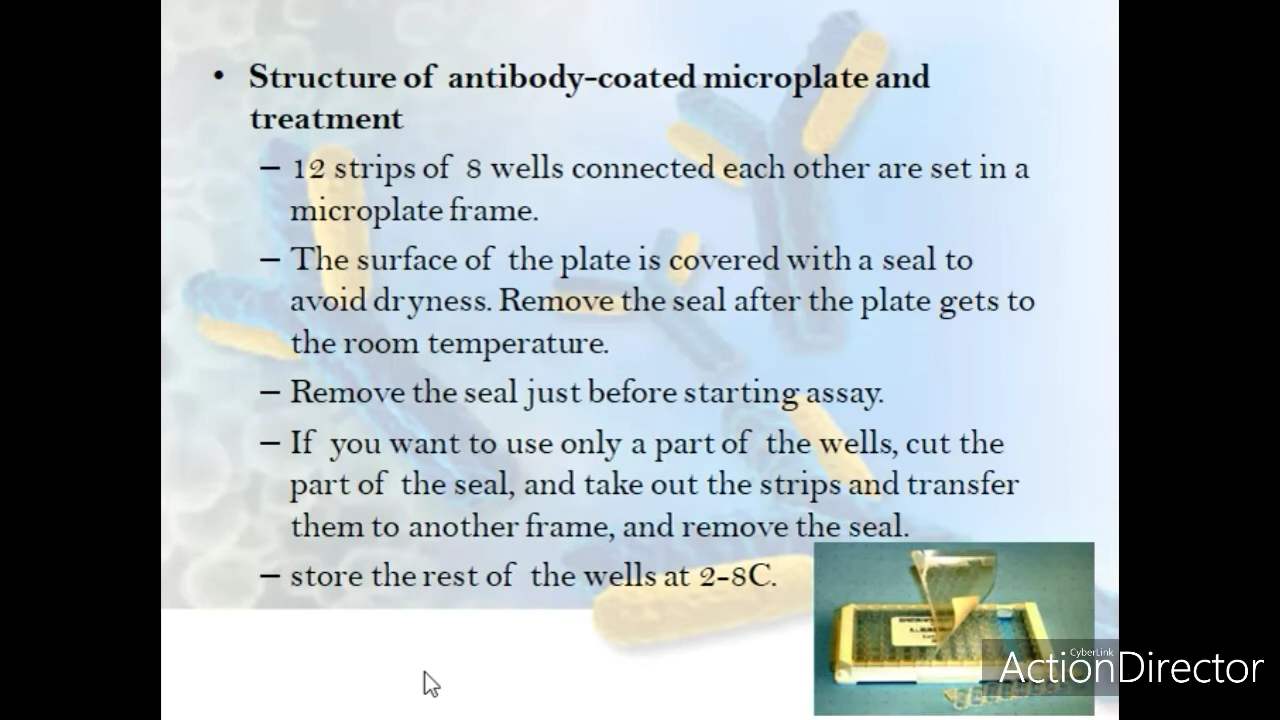 • Structure of antibody-coated microplate and
treatment
– 12 strips of 8 wells connected each other are set in a
microplate frame.
– The surface of the plate is covered with a seal to
avoid dryness. Remove the seal after the plate gets to
the room temperature.
– Remove the seal just before starting assay.
– If you want to use only a part of the wells, cut the
part of the seal, and take out the strips and transfer
them to another frame, and remove the seal.
– store the rest of the wells at 2-8C.
CyberLink
ActionDirector